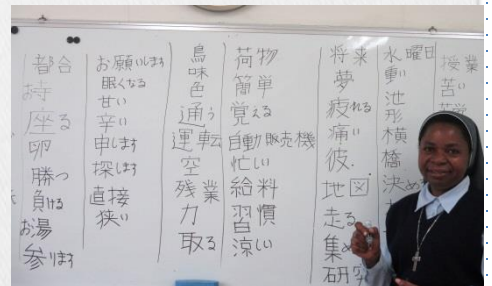 都合
お寺
座る
卵
勝つ
負ける
お湯
参ります
お願いします
眠くなる
甘い
辛い
申します
探します
直接
狭い
鳥
味
色
通う
運転
空
残業
力
取る
荷物
簡単
覚える
自動販売機
忙しい
給料
習慣
涼しい
将来
夢
疲れる
痛い
彼.
地図
走る
集め
研究
水曜日
池
形
横
橋
決め
授業
苦い